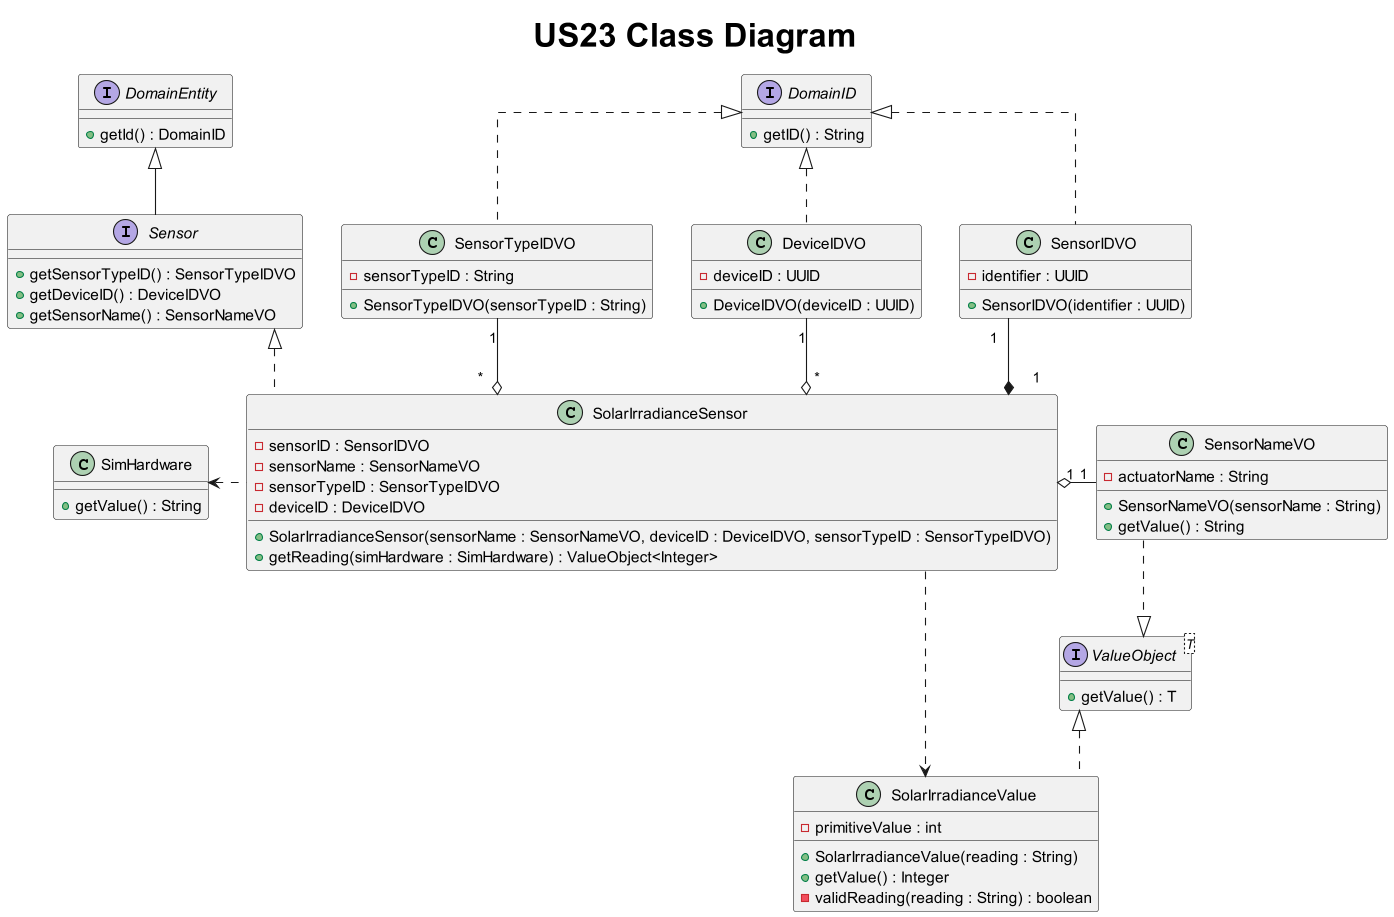 US23 Class Diagram
I DomainEntity
getId() : DomainID
I DomainID
getID() : String
I Sensor
getSensorTypeID() : SensorTypeIDVO
getDeviceID() : DeviceIDVO
getSensorName() : SensorNameVO
C SensorTypeIDVO
sensorTypeID : String
SensorTypeIDVO(sensorTypeID : String)
C DeviceIDVO
deviceID : UUID
DeviceIDVO(deviceID : UUID)
C SensorIDVO
identifier : UUID
SensorIDVO(identifier : UUID)
1
*
1
*
1
1
C SimHardware
getValue() : String
C SolarIrradianceSensor
sensorID : SensorIDVO
sensorName : SensorNameVO
sensorTypeID : SensorTypeIDVO
deviceID : DeviceIDVO
SolarIrradianceSensor(sensorName : SensorNameVO, deviceID : DeviceIDVO, sensorTypeID : SensorTypeIDVO)
getReading(simHardware : SimHardware) : ValueObject<Integer>
1 1
C SensorNameVO
actuatorName : String
SensorNameVO(sensorName : String)
getValue() : String
I ValueObject
T
getValue() : T
C SolarIrradianceValue
primitiveValue : int
SolarIrradianceValue(reading : String)
getValue() : Integer
validReading(reading : String) : boolean